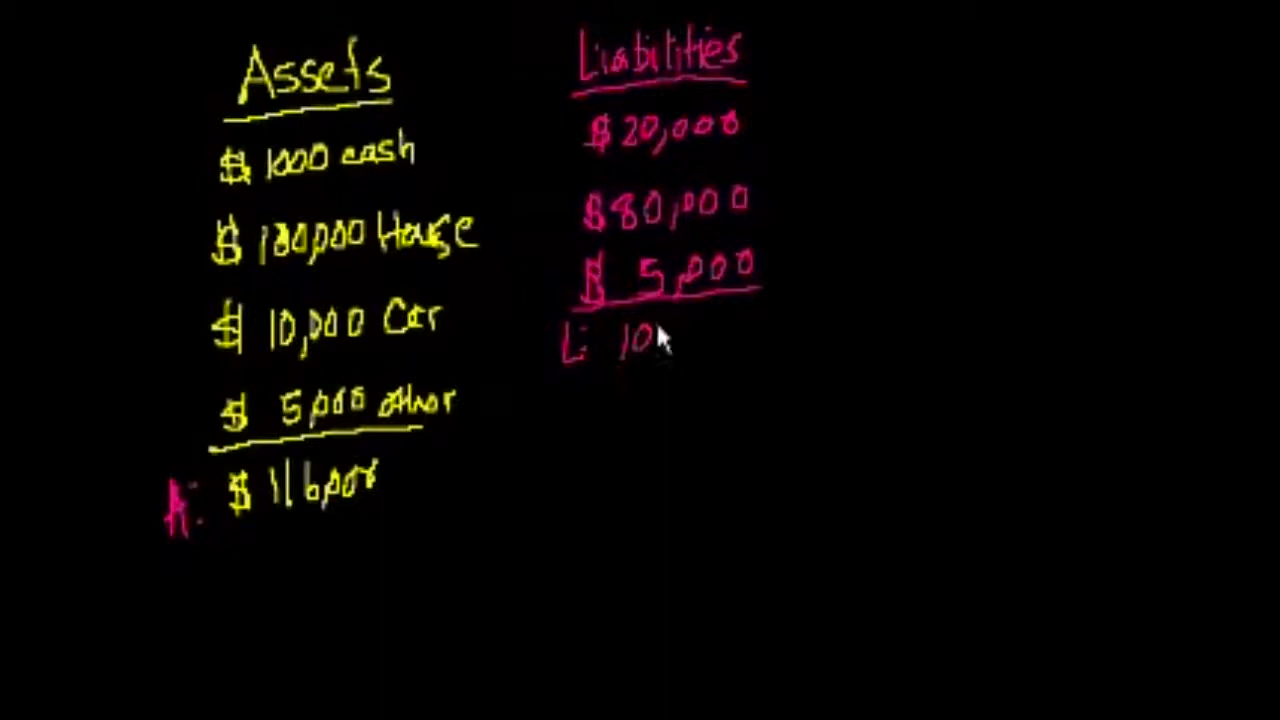 Assets
$ 1000 cash
$ 100,000 House
$ 10,000 Car
$ 5,000 other
A: $ 116,000
Liabilities
$ 20,000
$ 80,000
$ 5,000
L: 10